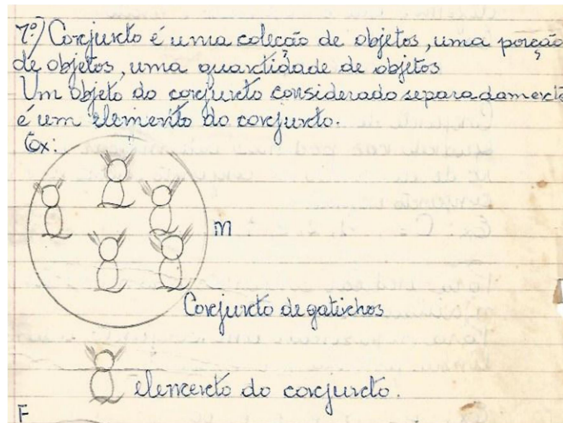 1º) Conjunto é uma coleção de objetos, uma porção
de objetos, uma quantidade de objetos
Um objeto do conjunto considerado separadamente
é um elemento do conjunto.
Ex:
M
Conjunto de gatinhos
elemento do conjunto.
F